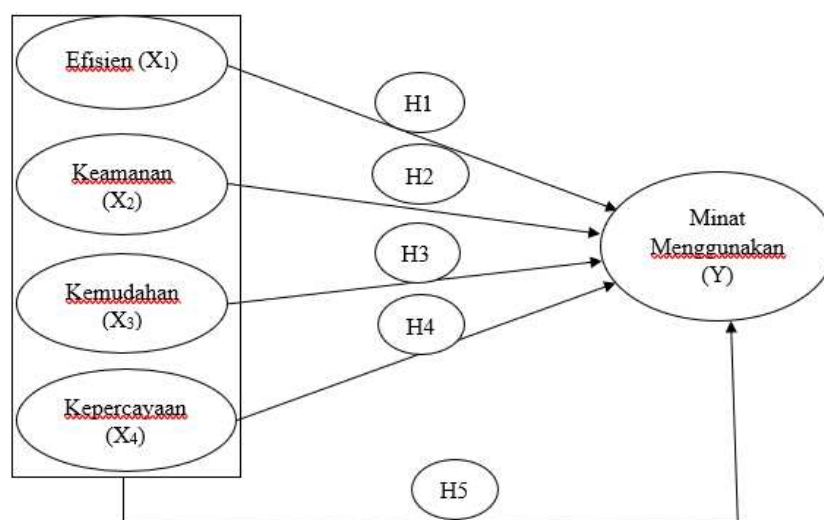 Efisien (X₁)
H1
Keamanan
(X₂)
H2
Minat
Menggunakan
(Y)
Kemudahan
(X₃)
H3
H4
Kepercayaan
(X₄)
H5